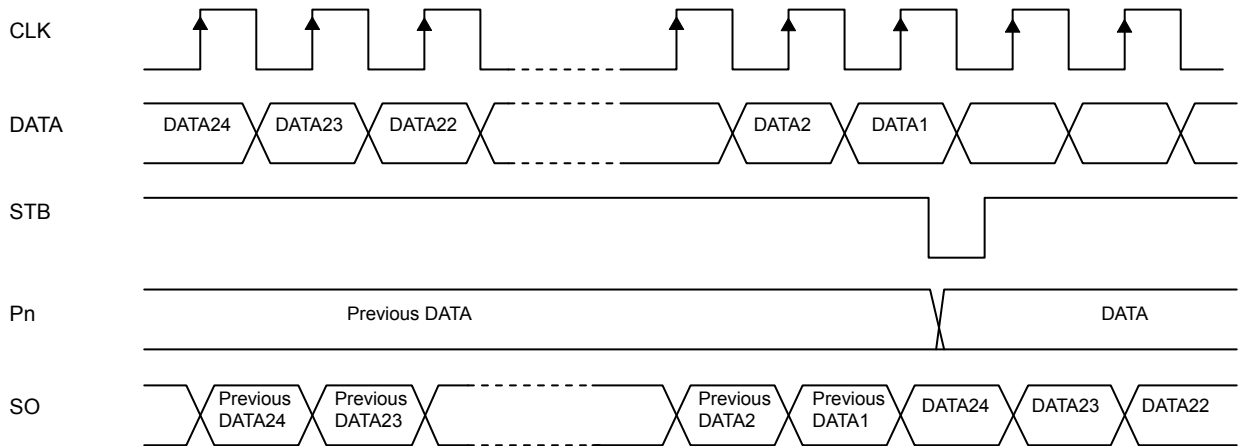 CLK
DATA
DATA24
DATA23
DATA22
DATA2
DATA1
STB
Pn
Previous DATA
DATA
SO
Previous
DATA24
Previous
DATA23
Previous
DATA2
Previous
DATA1
DATA24
DATA23
DATA22